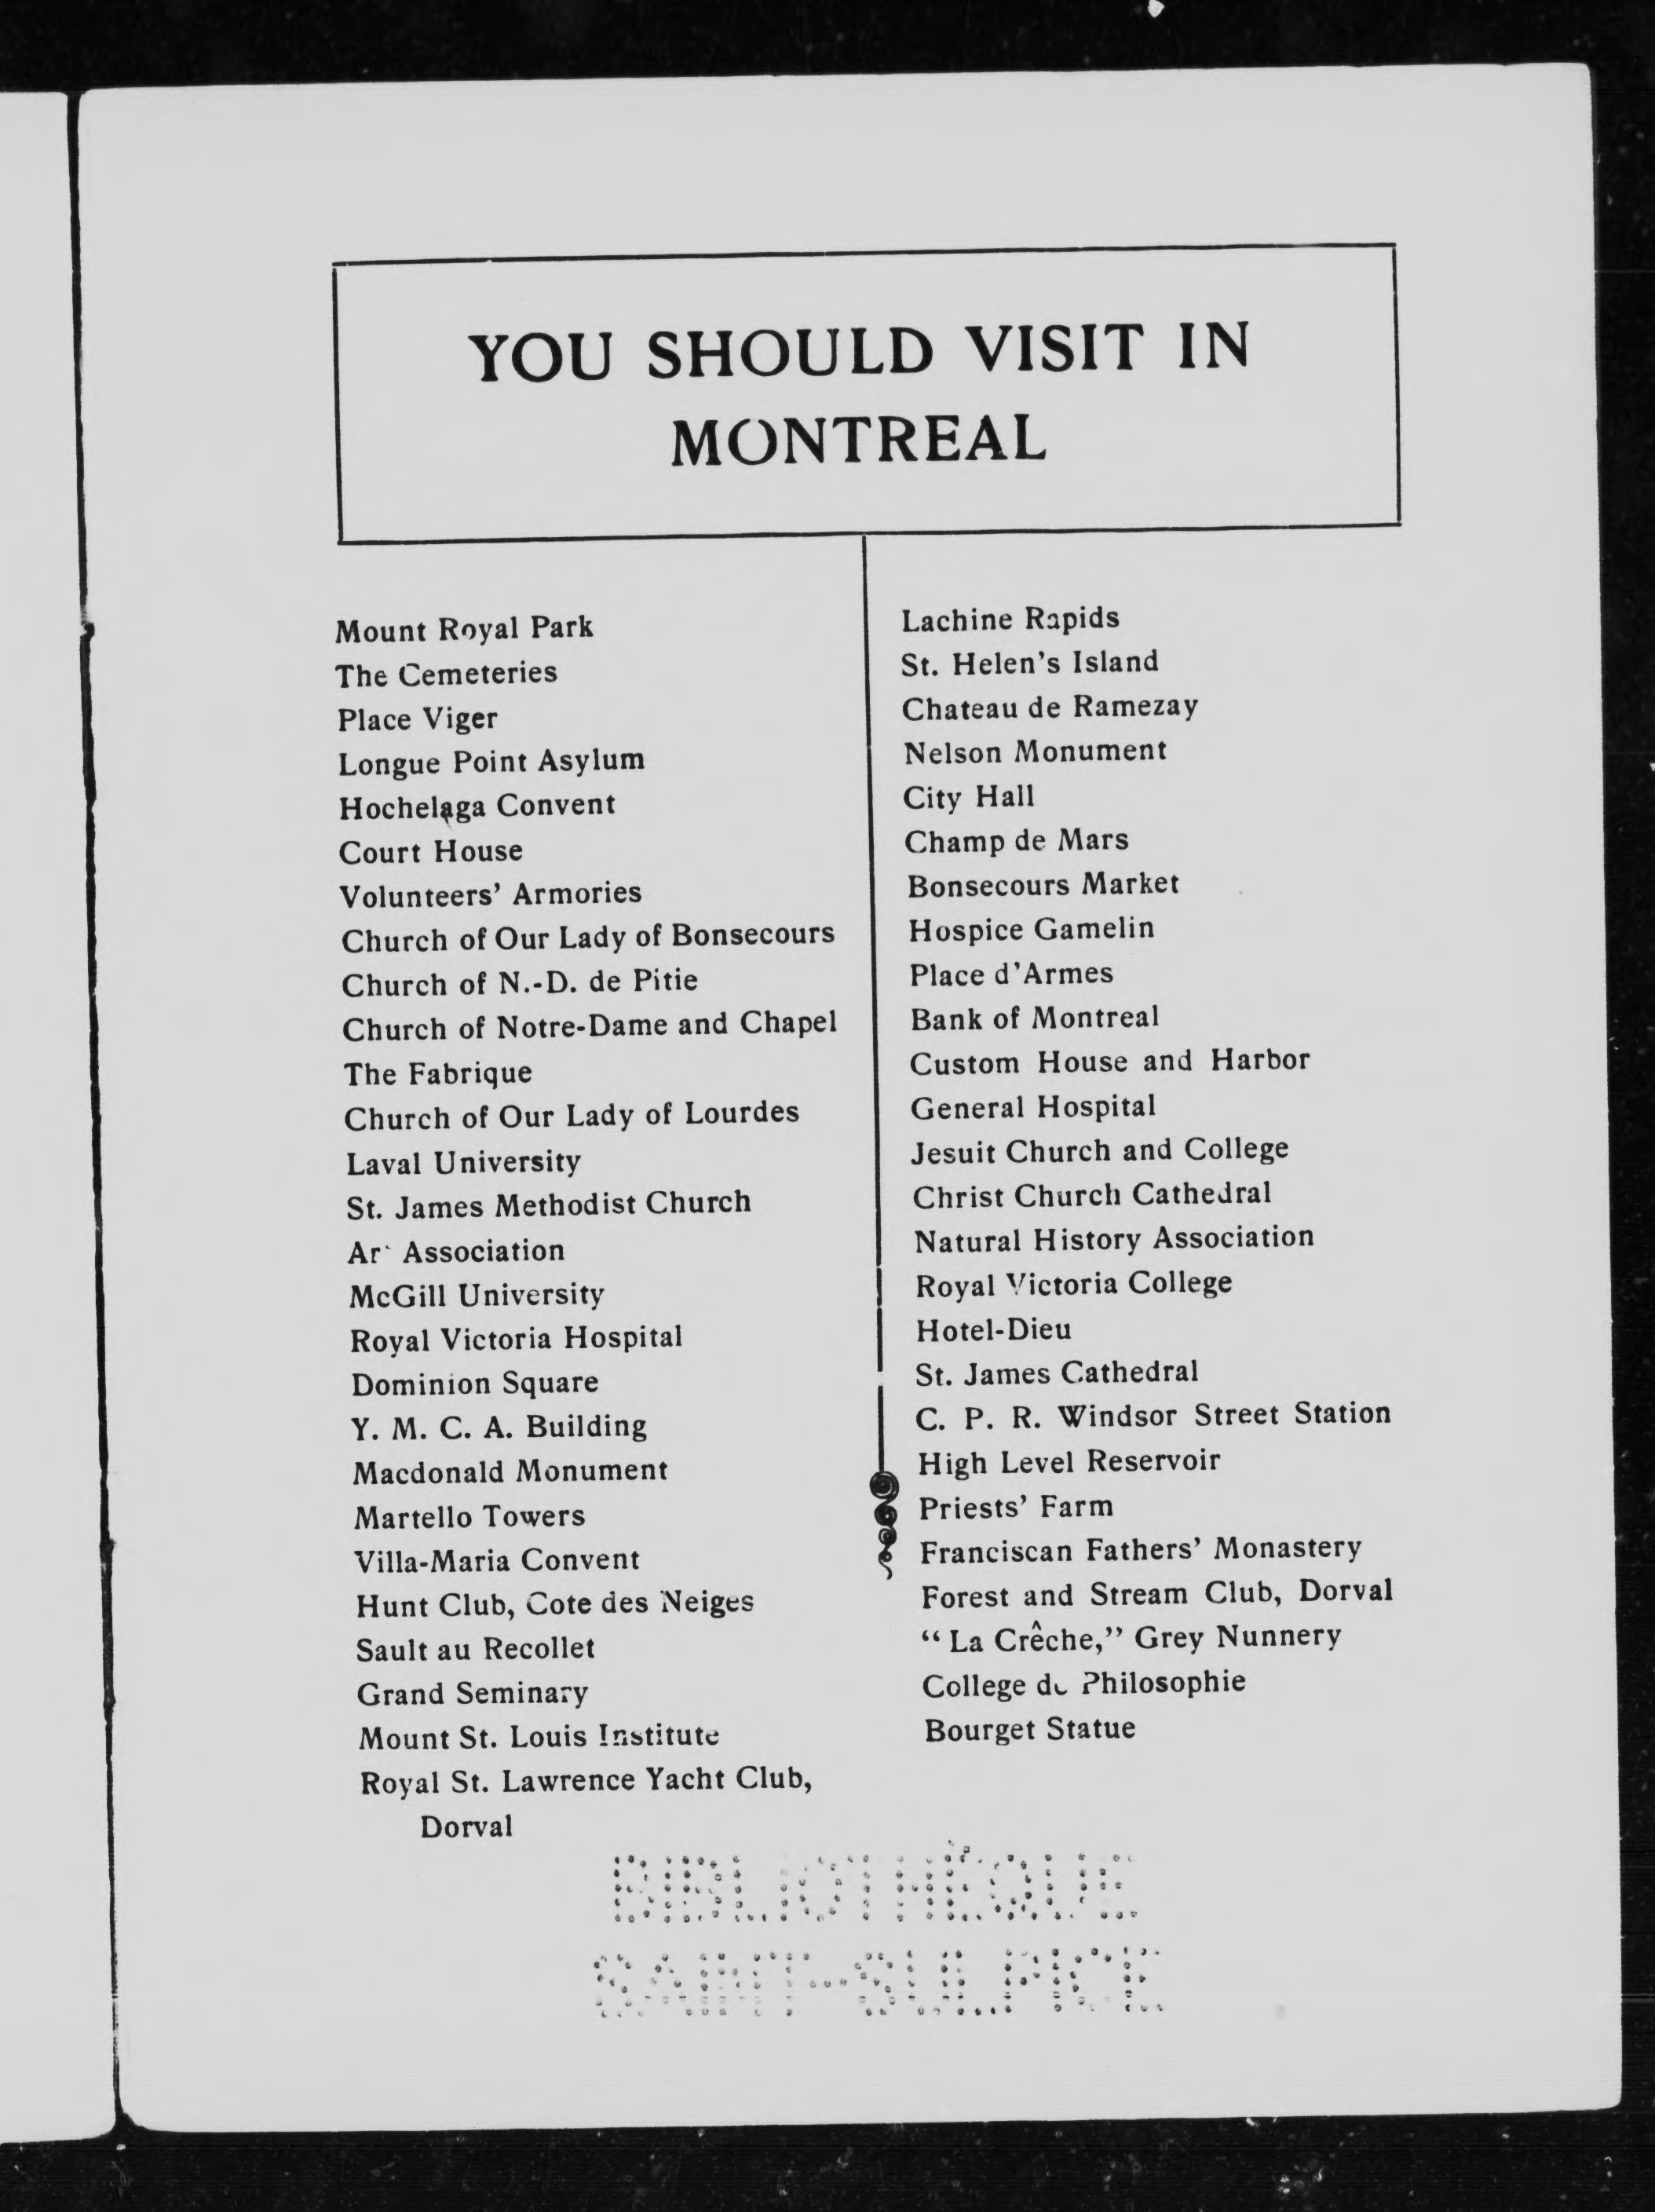 YOU SHOULD VISIT IN
MONTREAL
Mount Royal Park
The Cemeteries
Place Viger
Longue Point Asylum
Hochelaga Convent
Court House
Volunteers' Armories
Church of Our Lady of Bonsecours
Church of N.-D. de Pitie
Church of Notre-Dame and Chapel
The Fabrique
Church of Our Lady of Lourdes
Laval University
St. James Methodist Church
Art Association
McGill University
Royal Victoria Hospital
Dominion Square
Y. M. C. A. Building
Macdonald Monument
Martello Towers
Villa-Maria Convent
Hunt Club, Cote des Neiges
Sault au Recollet
Grand Seminary
Mount St. Louis Institute
Royal St. Lawrence Yacht Club,
Dorval
Lachine Rapids
St. Helen's Island
Chateau de Ramezay
Nelson Monument
City Hall
Champ de Mars
Bonsecours Market
Hospice Gamelin
Place d'Armes
Bank of Montreal
Custom House and Harbor
General Hospital
Jesuit Church and College
Christ Church Cathedral
Natural History Association
Royal Victoria College
Hotel-Dieu
St. James Cathedral
C. P. R. Windsor Street Station
High Level Reservoir
Priests' Farm
Franciscan Fathers' Monastery
Forest and Stream Club, Dorval
"La Crêche," Grey Nunnery
College de Philosophie
Bourget Statue
BIBLIOTHÈQUE
SAINT-SULPICE